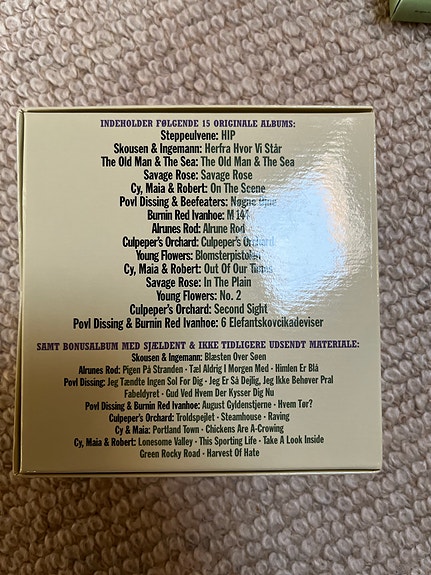 INDEHOLDER FØLGENDE 15 ORIGINALE ALBUMS:
Steppeulvene: HIP
Skousen & Ingemann: Herfra Hvor Vi Står
The Old Man & The Sea: The Old Man & The Sea
Savage Rose: Savage Rose
Cy, Maia & Robert: On The Scene
Povl Dissing & Beefeaters: Nøgne Øjne
Burnin Red Ivanhoe: M 144
Alrunes Rod: Alrune Rod
Culpeper's Orchard: Culpeper's Orchard
Young Flowers: Blomsterpistolen
Cy, Maia & Robert: Out Of Our Times
Savage Rose: In The Plain
Young Flowers: No. 2
Culpeper's Orchard: Second Sight
Povl Dissing & Burnin Red Ivanhoe: 6 Elefantskovcikadeviser
SAMT BONUSALBUM MED SJÆLDENT & IKKE TIDLIGERE UDSENDT MATERIALE:
Skousen & Ingemann: Blæsten Over Søen
Alrunes Rod: Pigen På Stranden · Tæl Aldrig I Morgen Med · Himlen Er Blå
Povl Dissing: Jeg Tændte Ingen Sol For Dig · Jeg Er Så Dejlig, Jeg Ikke Behøver Pral
Fabeldyret · Gud Ved Hvem Der Kysser Dig Nu
Povl Dissing & Burnin Red Ivanhoe: August Gyldenstjerne · Hvem Tør?
Culpeper's Orchard: Troldspejlet · Steamhouse · Raving
Cy & Maia: Portland Town · Chickens Are A-Crowing
Cy, Maia & Robert: Lonesome Valley · This Sporting Life · Take A Look Inside
Green Rocky Road · Harvest Of Hate